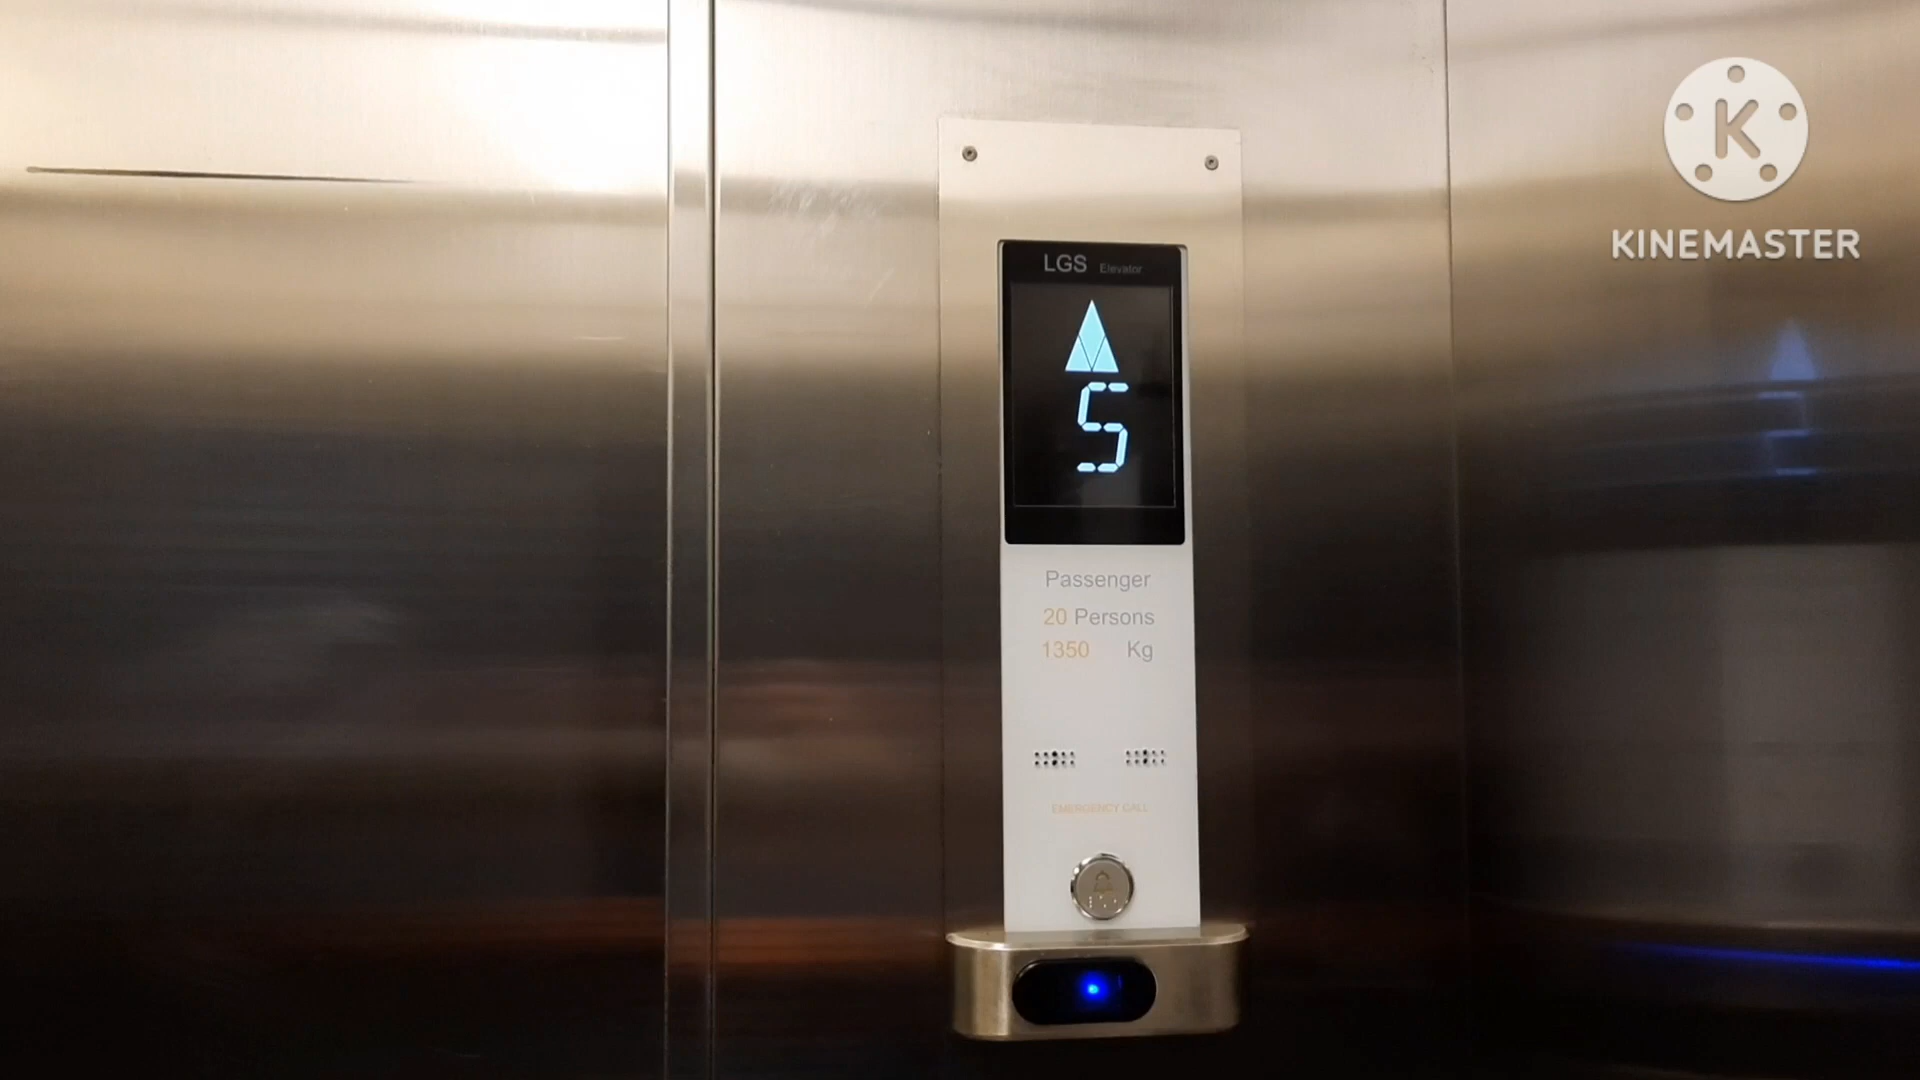 K
KINEMASTER
LGS Elevator
5
Passenger
20 Persons
1350 Kg
EMERGENCY CALL